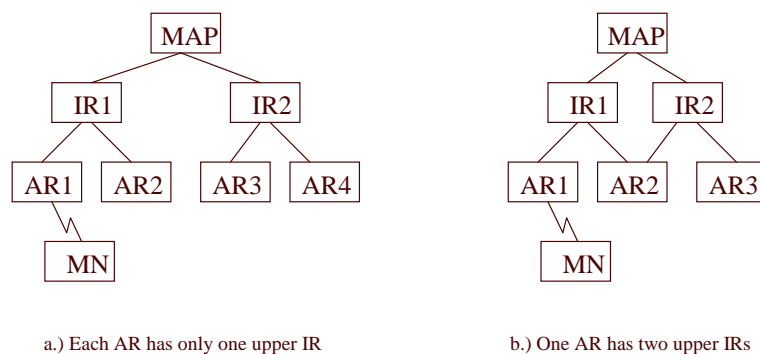 MAP MAP
IR1 IR2 IR1 IR2
AR1 AR2 AR3 AR4 AR1 AR2 AR3
MN MN
a.) Each AR has only one upper IR b.) One AR has two upper IRs